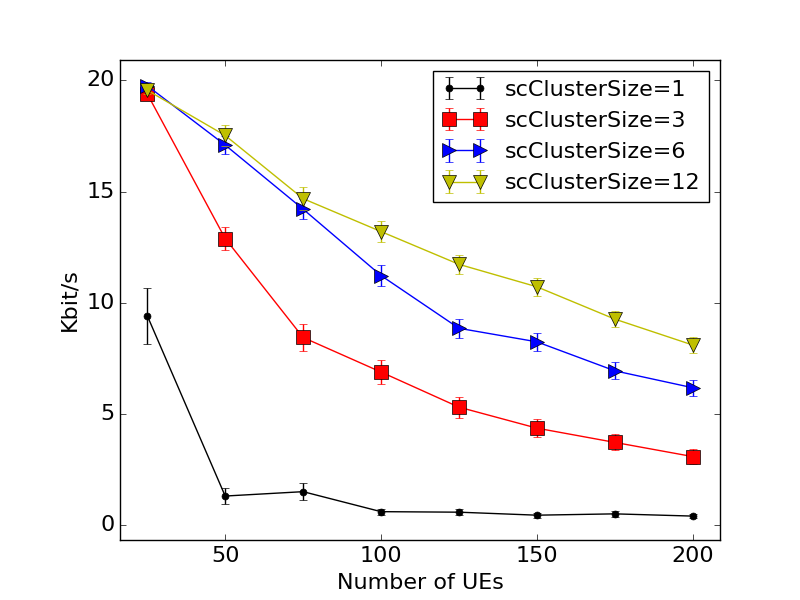 20
15
10
5
0
Kbit/s
scClusterSize=1
scClusterSize=3
scClusterSize=6
scClusterSize=12
50
100
150
200
Number of UEs